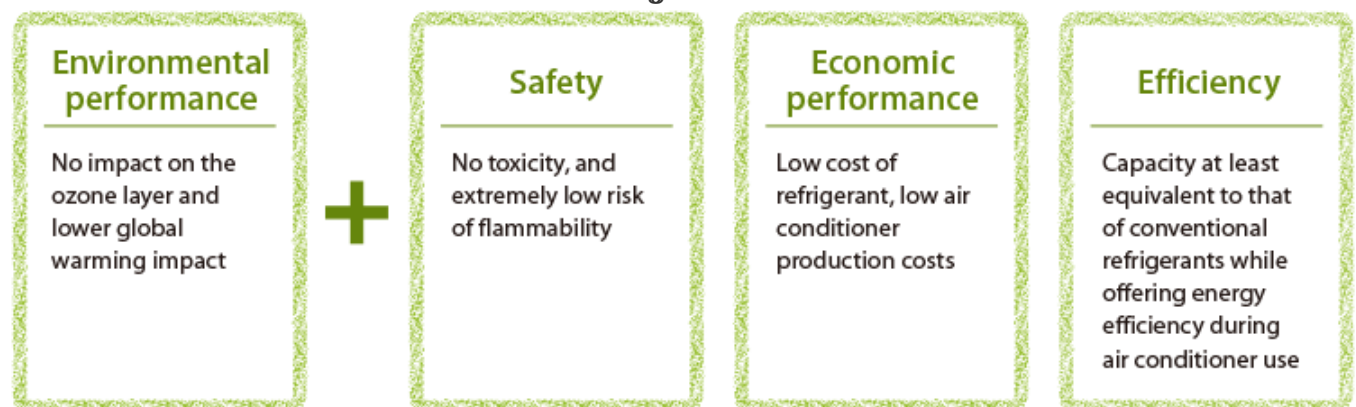 Environmental
performance
No impact on the
ozone layer and
lower global
warming impact
+
Safety
No toxicity, and
extremely low risk
of flammability
Economic
performance
Low cost of
refrigerant, low air
conditioner
production costs
Efficiency
Capacity at least
equivalent to that
of conventional
refrigerants while
offering energy
efficiency during
air conditioner use